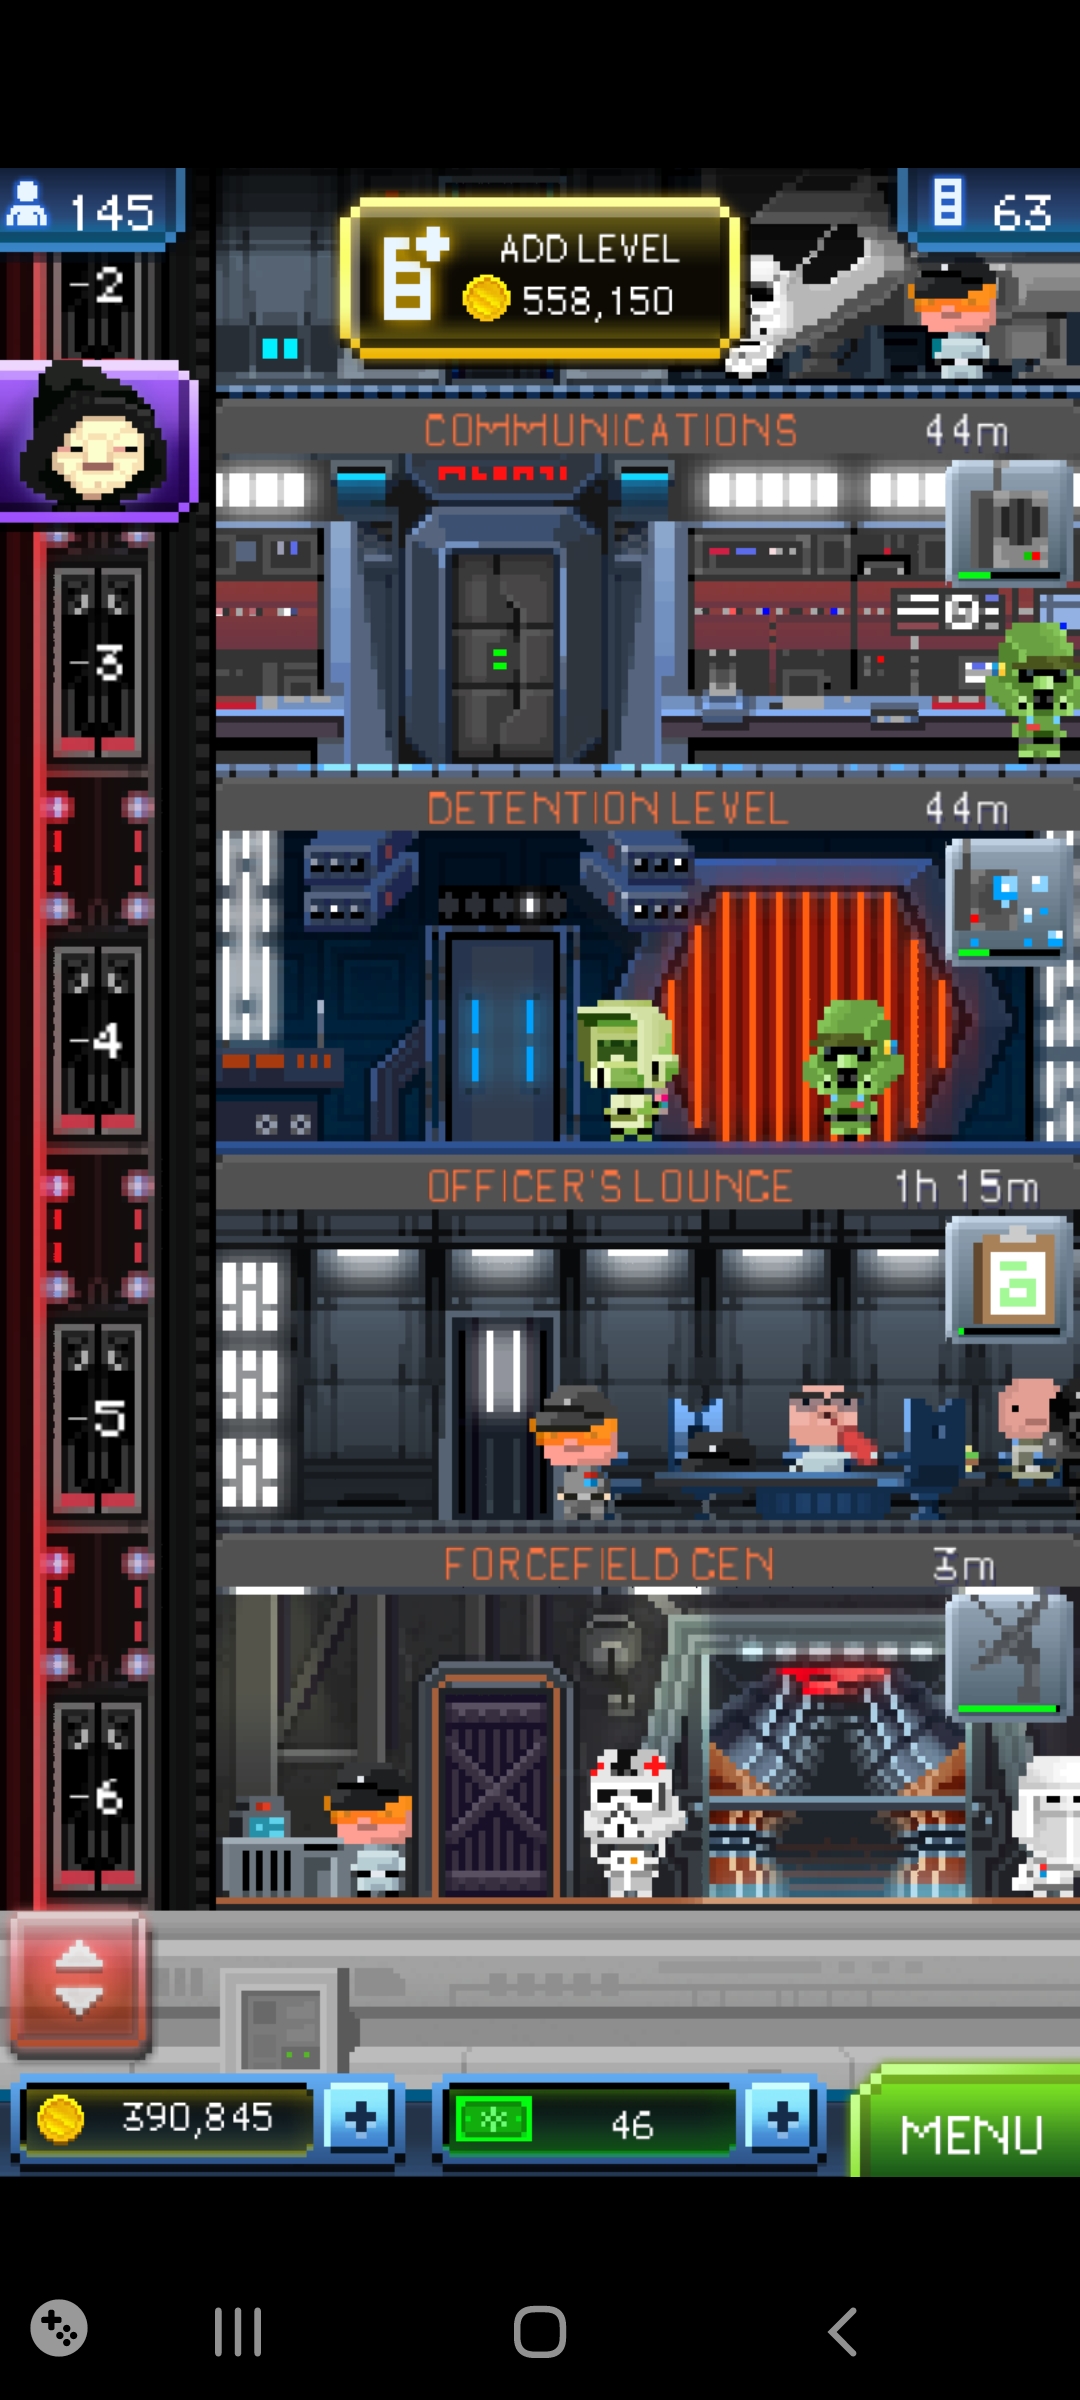 145
63
ADD LEVEL
558,150
-2
COMMUNICATIONS 44m
-3
DETENTION LEVEL 44m
-4
OFFICER'S LOUNGE 1h 15m
-5
FORCEFIELD GEN 3m
-6
390,845
46
MENU